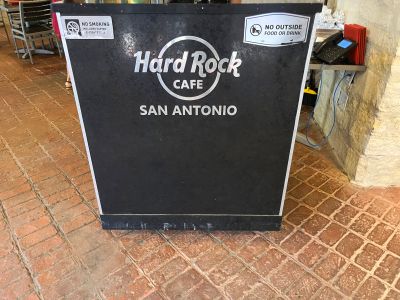 NO SMOKING
NO OUTSIDE
FOOD OR DRINK
Hard Rock
CAFE
SAN ANTONIO